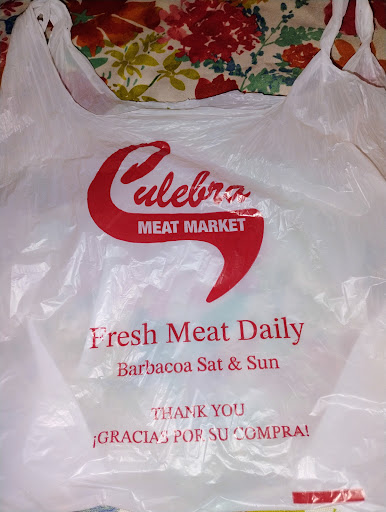 Culebra
MEAT MARKET
Fresh Meat Daily
Barbacoa Sat & Sun
THANK YOU
¡GRACIAS POR SU COMPRA!